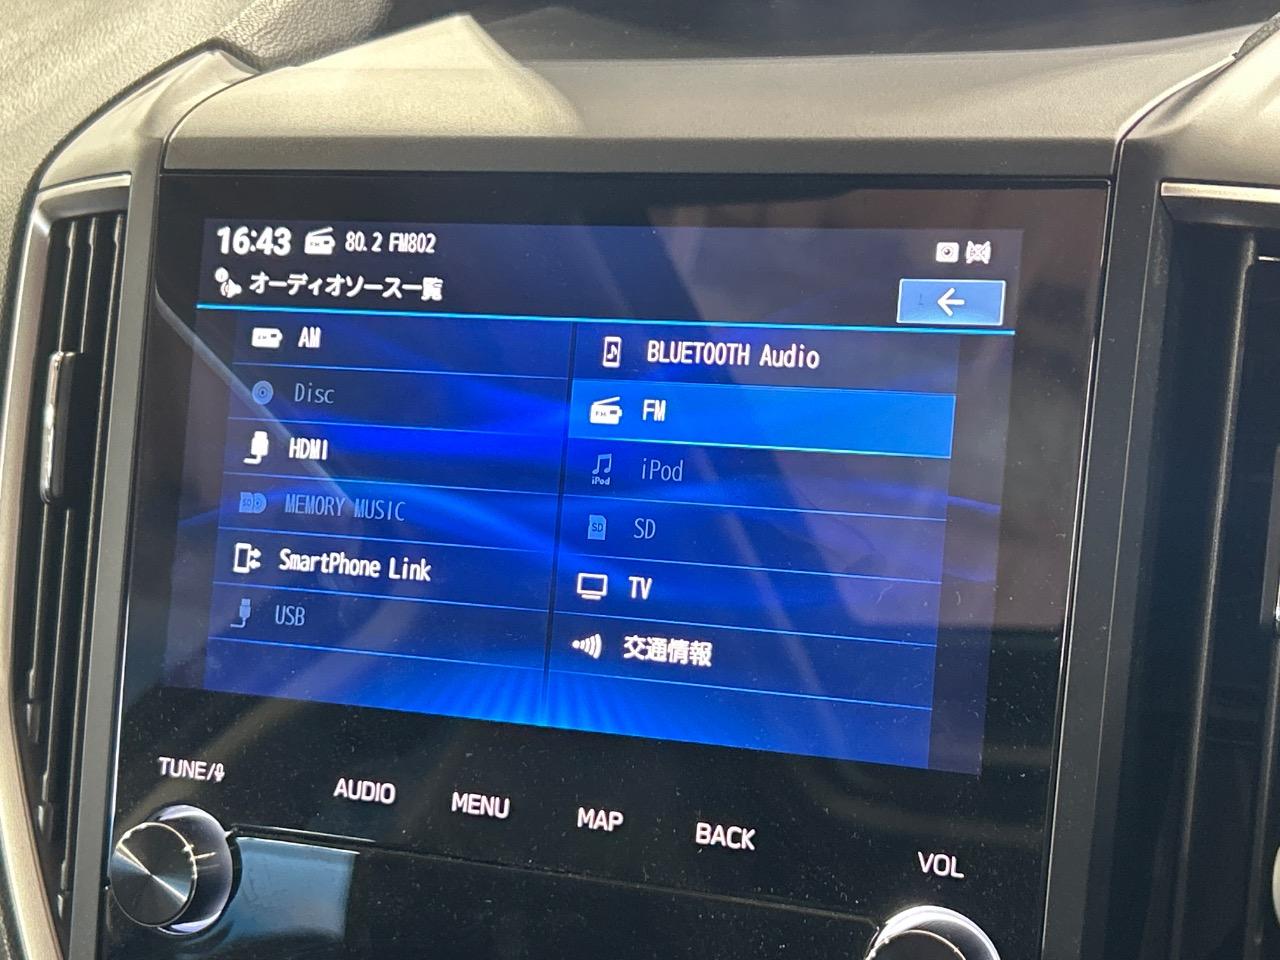 16:43 80.2 FM802
オーディオソース一覧
AM
BLUETOOTH Audio
Disc
FM
HDMI
iPod
iPod
MEMORY MUSIC
SD
SD
SmartPhone Link
TV
USB
交通情報
TUNE/
AUDIO
MENU
MAP
BACK
VOL